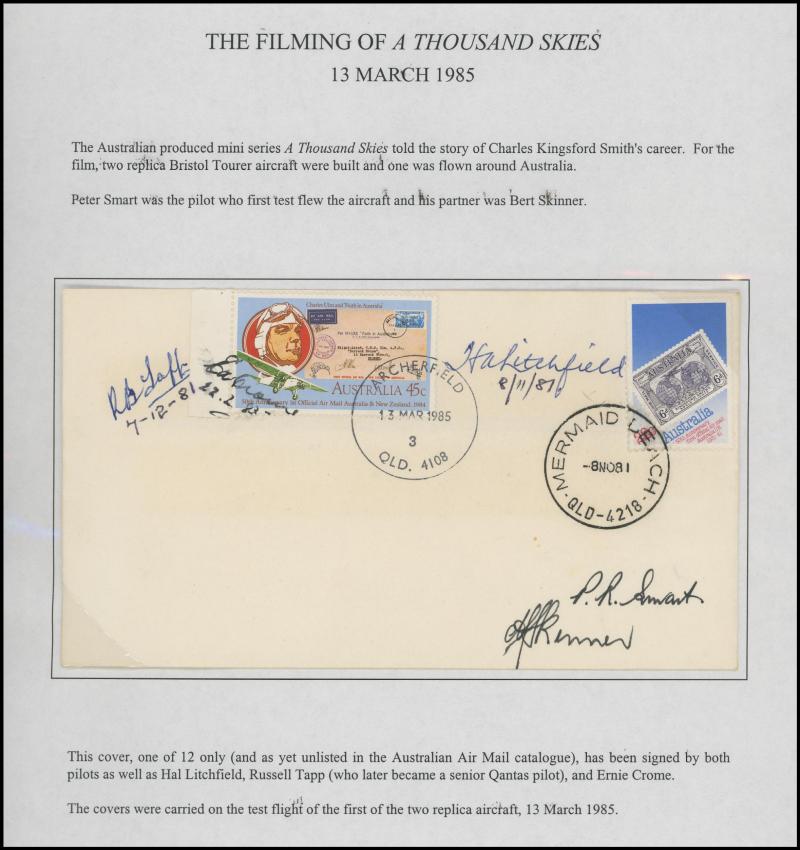 THE FILMING OF A THOUSAND SKIES
13 MARCH 1985
The Australian produced mini series A Thousand Skies told the story of Charles Kingsford Smith's career. For the
film, two replica Bristol Tourer aircraft were built and one was flown around Australia.
Peter Smart was the pilot who first test flew the aircraft and his partner was Bert Skinner.
Charles Ulm and 'Faith in Australia'
AUSTRALIA 45c
50th Anniversary 1st Official Air Mail Australia & New Zealand. 1984
R B Tapp
7-12-81
ARCHERFIELD
13 MAR 1985
3
QLD. 4108
H A Litchfield
8/11/81
AUSTRALIA
6d
6d
Australia
MERMAID BEACH
-8NO81
QLD-4218
P. R. Smart
This cover, one of 12 only (and as yet unlisted in the Australian Air Mail catalogue), has been signed by both
pilots as well as Hal Litchfield, Russell Tapp (who later became a senior Qantas pilot), and Ernie Crome.
The covers were carried on the test flight of the first of the two replica aircraft, 13 March 1985.